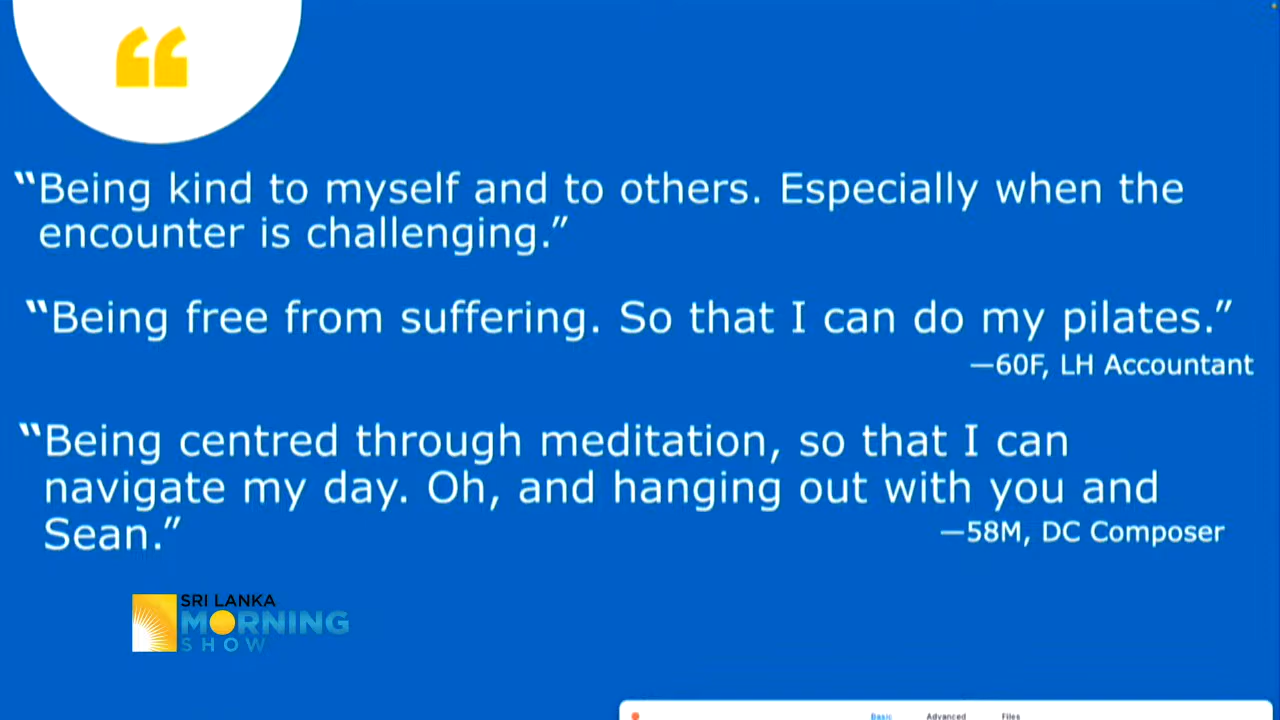 “Being kind to myself and to others. Especially when the
encounter is challenging.”
“Being free from suffering. So that I can do my pilates.”
—60F, LH Accountant
“Being centred through meditation, so that I can
navigate my day. Oh, and hanging out with you and
Sean.”
—58M, DC Composer
SRI LANKA
MORNING
SHOW
Basic Advanced Files